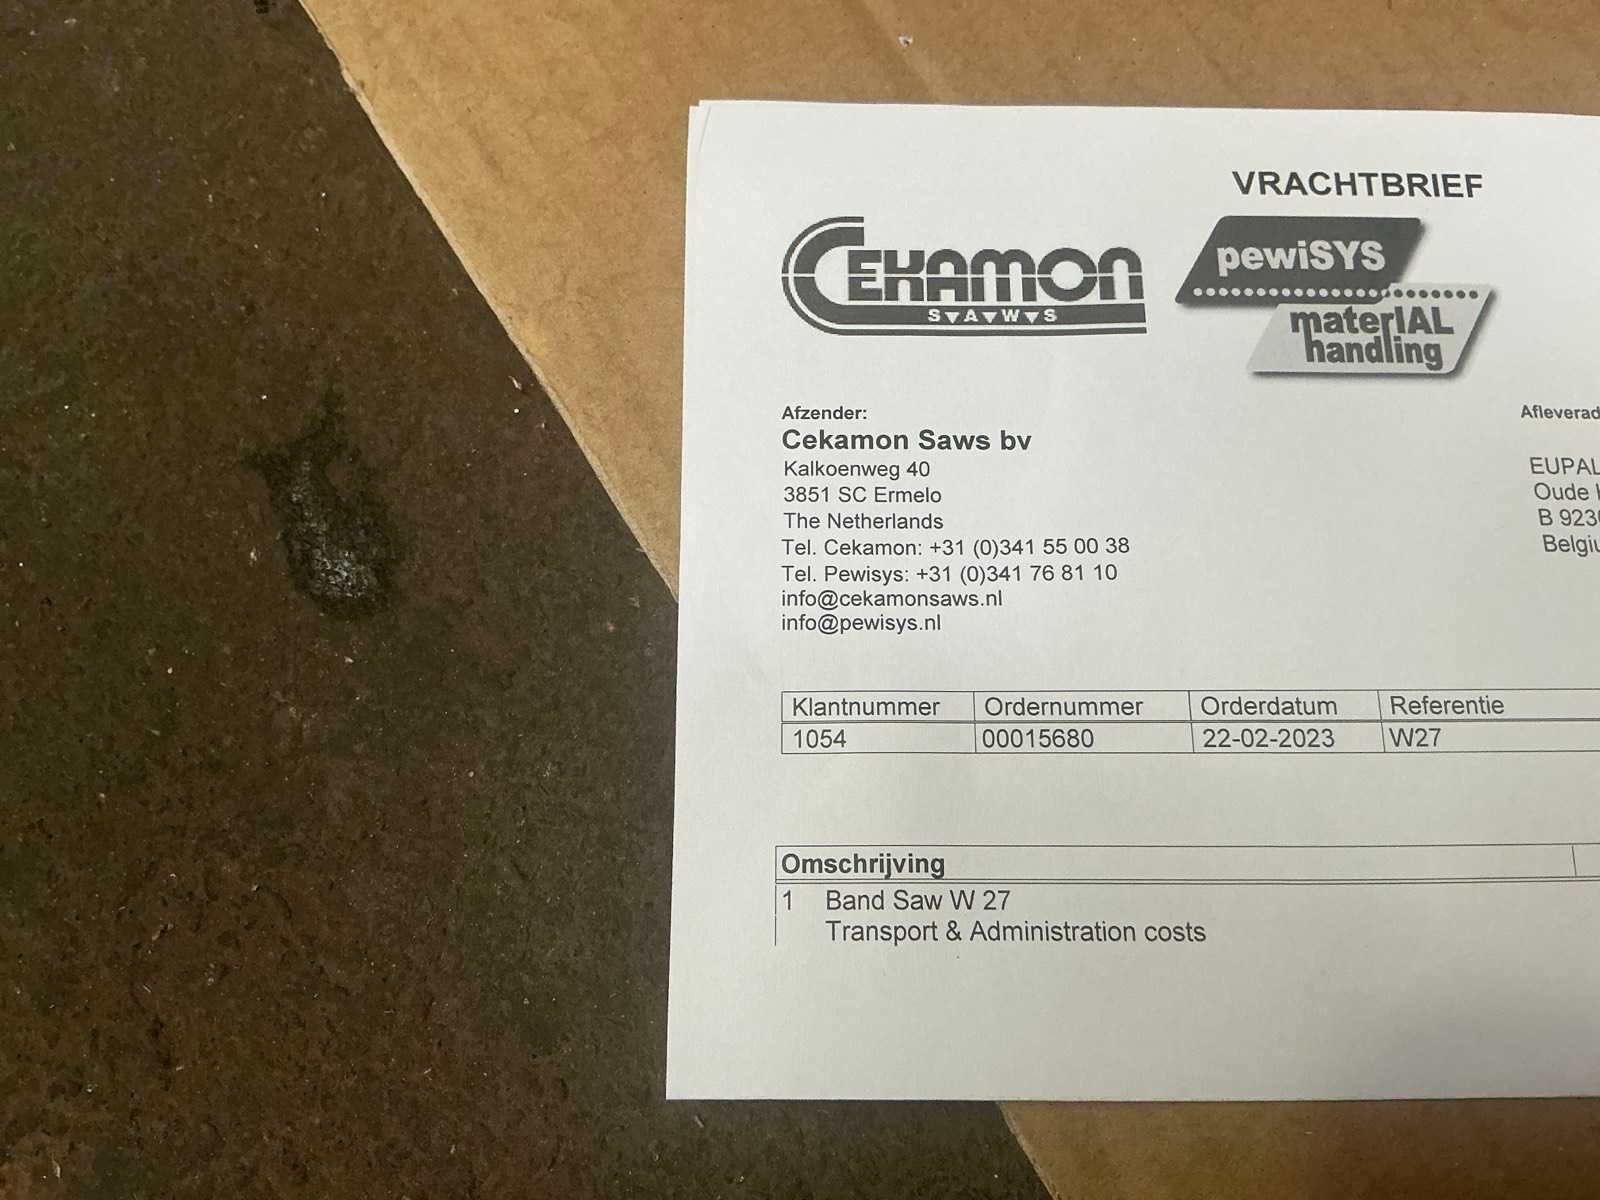 VRACHTBRIEF
CEKAMON
SAWS
pewiSYS
materIAL
handling
Afzender:
Cekamon Saws bv
Kalkoenweg 40
3851 SC Ermelo
The Netherlands
Tel. Cekamon: +31 (0)341 55 00 38
Tel. Pewisys: +31 (0)341 76 81 10
info@cekamonsaws.nl
info@pewisys.nl
Oude
B
Klantnummer Ordernummer Orderdatum Referentie
1054 00015680 22-02-2023 W27
Omschrijving
1 Band Saw W 27
Transport & Administration costs